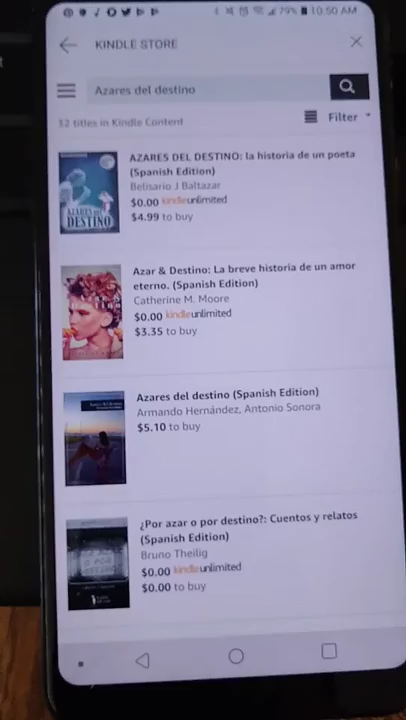 79% 10:50 AM
KINDLE STORE
Azares del destino
12 titles in Kindle Content
Filter
AZARES DEL DESTINO: la historia de un poeta
(Spanish Edition)
Belisario J Baltazar
$0.00 kindleunlimited
$4.99 to buy
AZARES DEL
DESTINO
Azar & Destino: La breve historia de un amor
eterno. (Spanish Edition)
Catherine M. Moore
$0.00 kindleunlimited
$3.35 to buy
Azares del destino (Spanish Edition)
Armando Hernández, Antonio Sonora
$5.10 to buy
¿Por azar o por destino?: Cuentos y relatos
(Spanish Edition)
Bruno Theilig
$0.00 kindleunlimited
$0.00 to buy